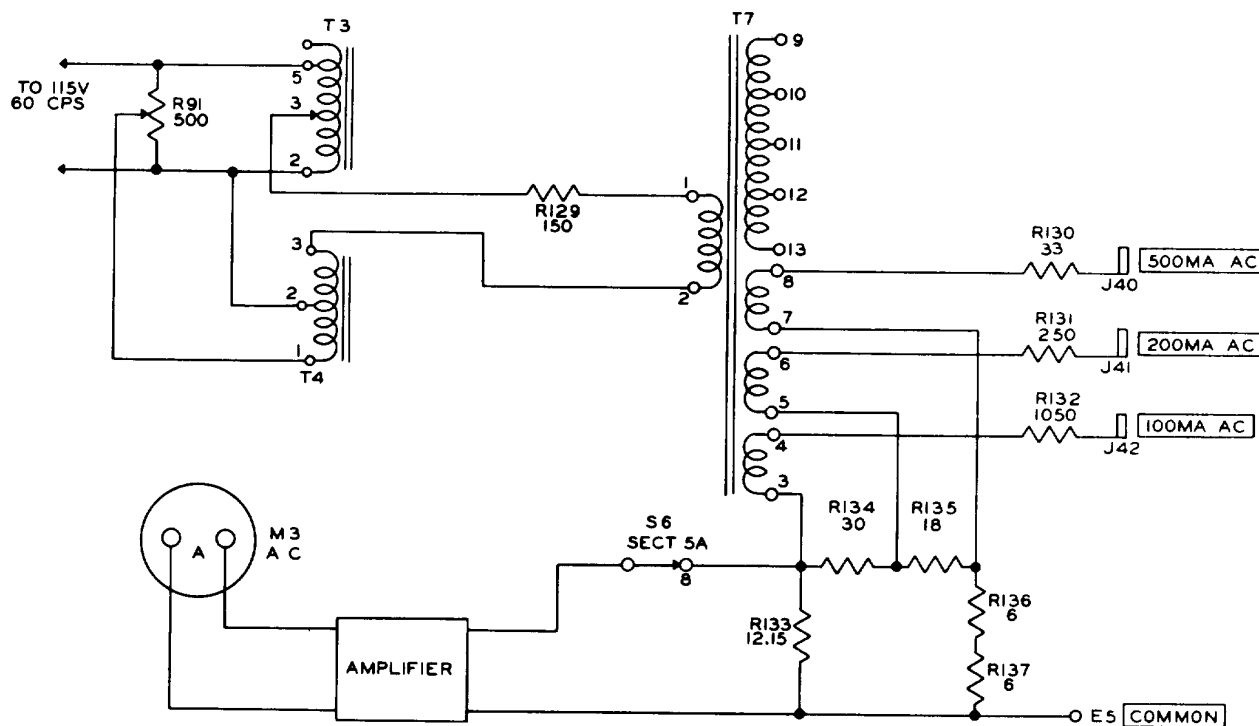 T3
T7
TO 115V
60 CPS
R91
500
5
3
2
3
2
1
T4
R129
150
1
2
9
10
11
12
13
8
7
6
5
4
3
R130
33
J40
500MA AC
R131
250
J41
200MA AC
R132
1050
J42
100MA AC
M3
AC
A
AMPLIFIER
S6
SECT 5A
8
R134
30
R135
18
R133
12.15
R136
6
R137
6
E5 COMMON